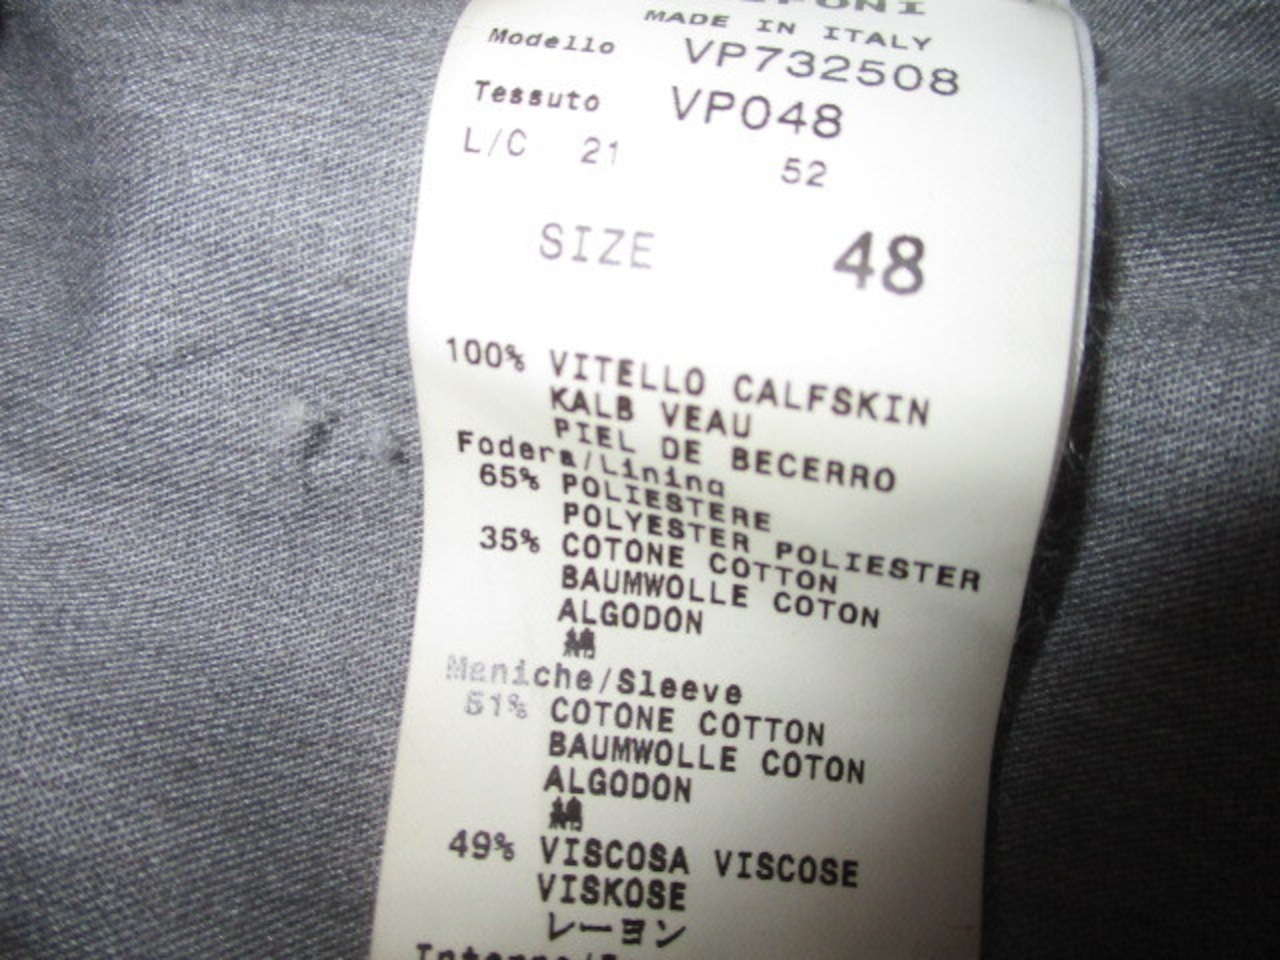 MADE IN ITALY
Modello VP732508
Tessuto VP048
L/C 21 52
SIZE 48
100% VITELLO CALFSKIN
KALB VEAU
PIEL DE BECERRO
Fodera/Lining
65% POLIESTERE
POLYESTER POLIESTER
35% COTONE COTTON
BAUMWOLLE COTON
ALGODON
綿
Maniche/Sleeve
51% COTONE COTTON
BAUMWOLLE COTON
ALGODON
綿
49% VISCOSA VISCOSE
VISKOSE
レーヨン